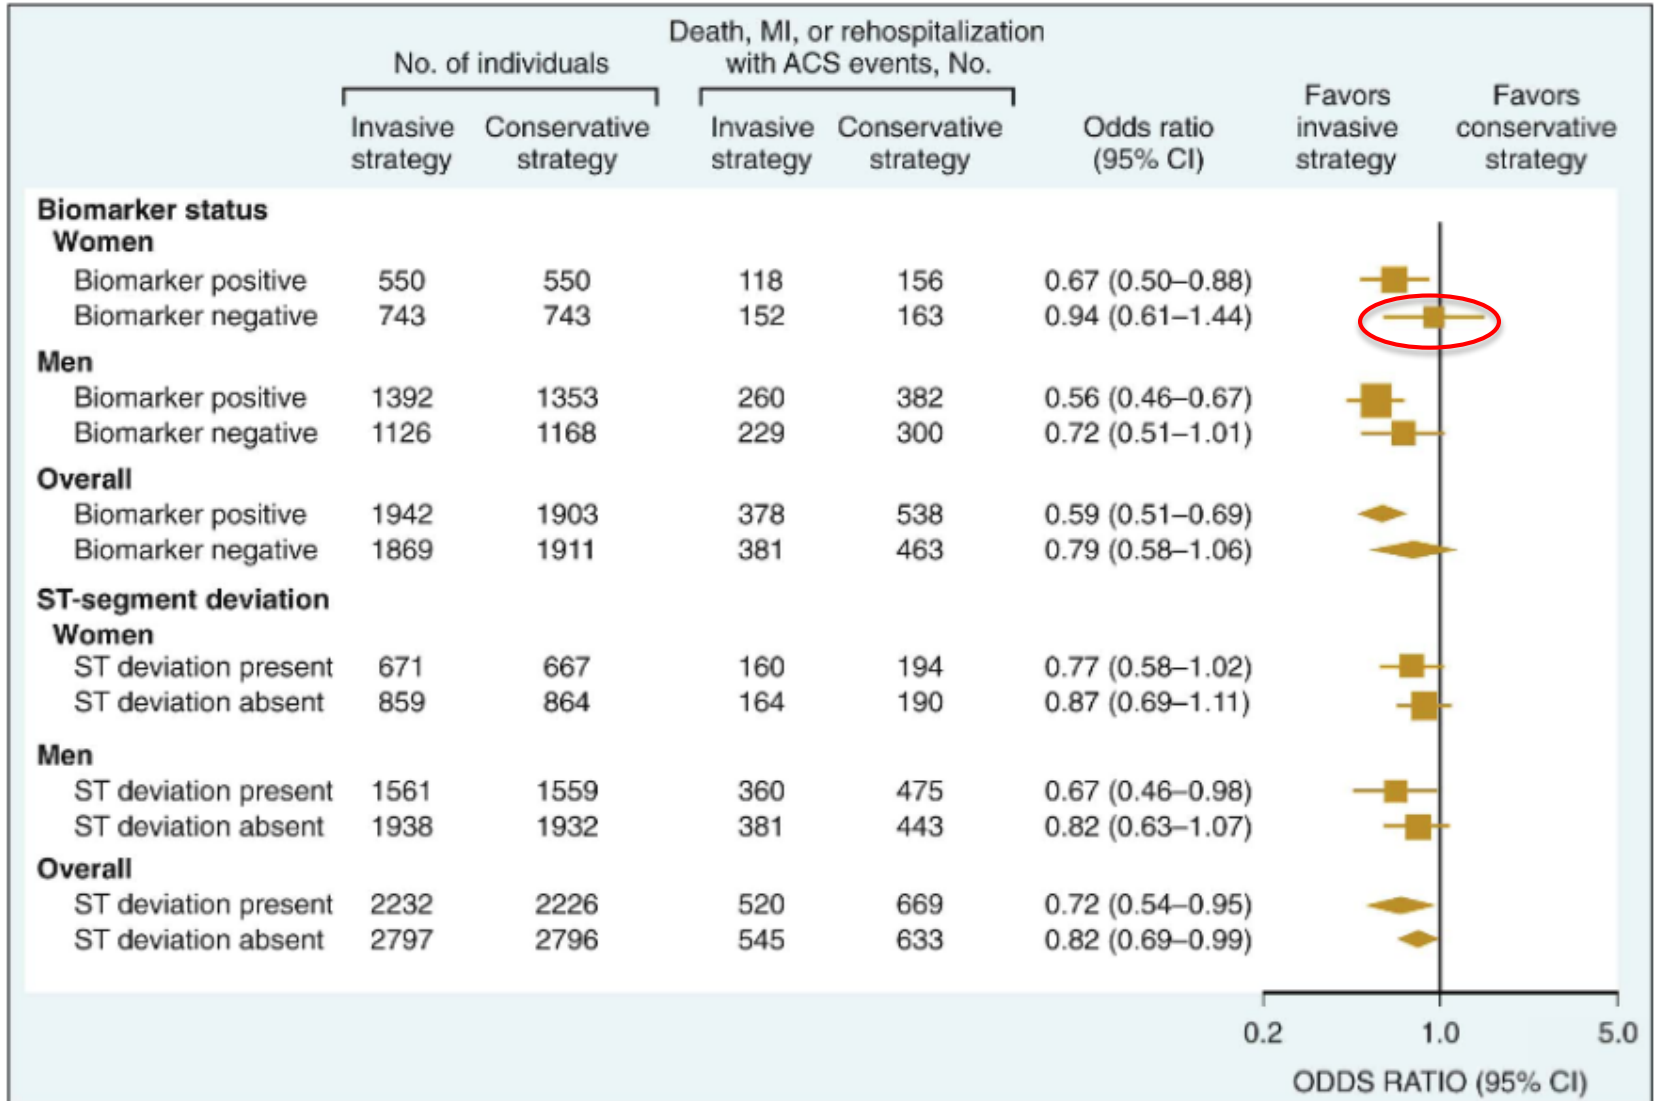 Death, MI, or rehospitalization
No. of individuals with ACS events, No.
Favors Favors
Invasive Conservative Invasive Conservative Odds ratio invasive conservative
strategy strategy strategy strategy (95% CI) strategy strategy
Biomarker status
Women
Biomarker positive 550 550 118 156 0.67 (0.50–0.88)
Biomarker negative 743 743 152 163 0.94 (0.61–1.44)
Men
Biomarker positive 1392 1353 260 382 0.56 (0.46–0.67)
Biomarker negative 1126 1168 229 300 0.72 (0.51–1.01)
Overall
Biomarker positive 1942 1903 378 538 0.59 (0.51–0.69)
Biomarker negative 1869 1911 381 463 0.79 (0.58–1.06)
ST-segment deviation
Women
ST deviation present 671 667 160 194 0.77 (0.58–1.02)
ST deviation absent 859 864 164 190 0.87 (0.69–1.11)
Men
ST deviation present 1561 1559 360 475 0.67 (0.46–0.98)
ST deviation absent 1938 1932 381 443 0.82 (0.63–1.07)
Overall
ST deviation present 2232 2226 520 669 0.72 (0.54–0.95)
ST deviation absent 2797 2796 545 633 0.82 (0.69–0.99)
0.2 1.0 5.0
ODDS RATIO (95% CI)